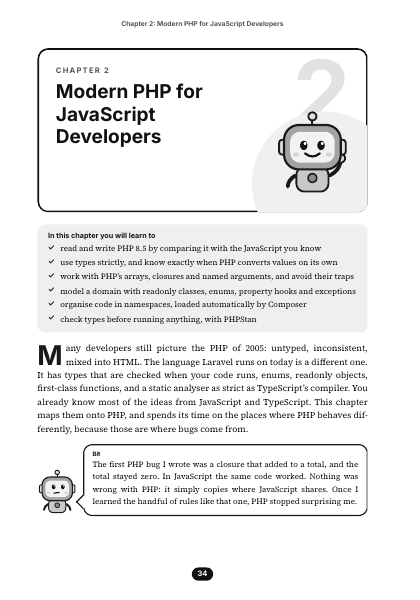 Chapter 2: Modern PHP for JavaScript Developers
CHAPTER 2
2
Modern PHP for
JavaScript
Developers
In this chapter you will learn to
✓ read and write PHP 8.5 by comparing it with the JavaScript you know
✓ use types strictly, and know exactly when PHP converts values on its own
✓ work with PHP's arrays, closures and named arguments, and avoid their traps
✓ model a domain with readonly classes, enums, property hooks and exceptions
✓ organise code in namespaces, loaded automatically by Composer
✓ check types before running anything, with PHPStan
Many developers still picture the PHP of 2005: untyped, inconsistent,
mixed into HTML. The language Laravel runs on today is a different one.
It has types that are checked when your code runs, enums, readonly objects,
first-class functions, and a static analyser as strict as TypeScript's compiler. You
already know most of the ideas from JavaScript and TypeScript. This chapter
maps them onto PHP, and spends its time on the places where PHP behaves dif-
ferently, because those are where bugs come from.
Bit
The first PHP bug I wrote was a closure that added to a total, and the
total stayed zero. In JavaScript the same code worked. Nothing was
wrong with PHP: it simply copies where JavaScript shares. Once I
learned the handful of rules like that one, PHP stopped surprising me.
34